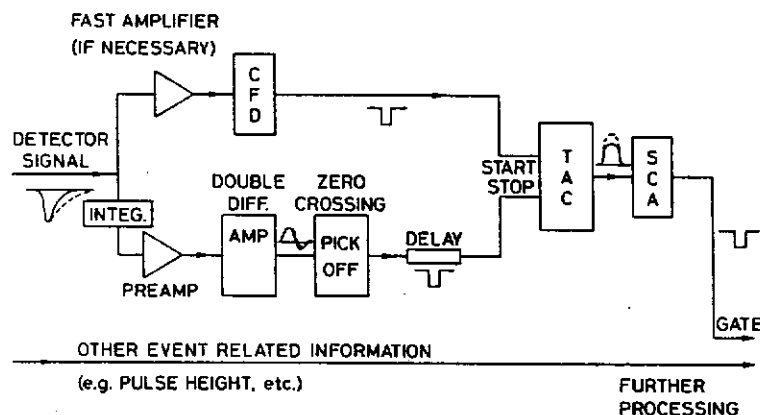 FAST AMPLIFIER
(IF NECESSARY)
C
F
D
DETECTOR
SIGNAL
INTEG.
PREAMP
DOUBLE
DIFF.
AMP
ZERO
CROSSING
PICK
OFF
DELAY
START
STOP
T
A
C
S
C
A
GATE
OTHER EVENT RELATED INFORMATION
(e.g. PULSE HEIGHT, etc.)
FURTHER
PROCESSING